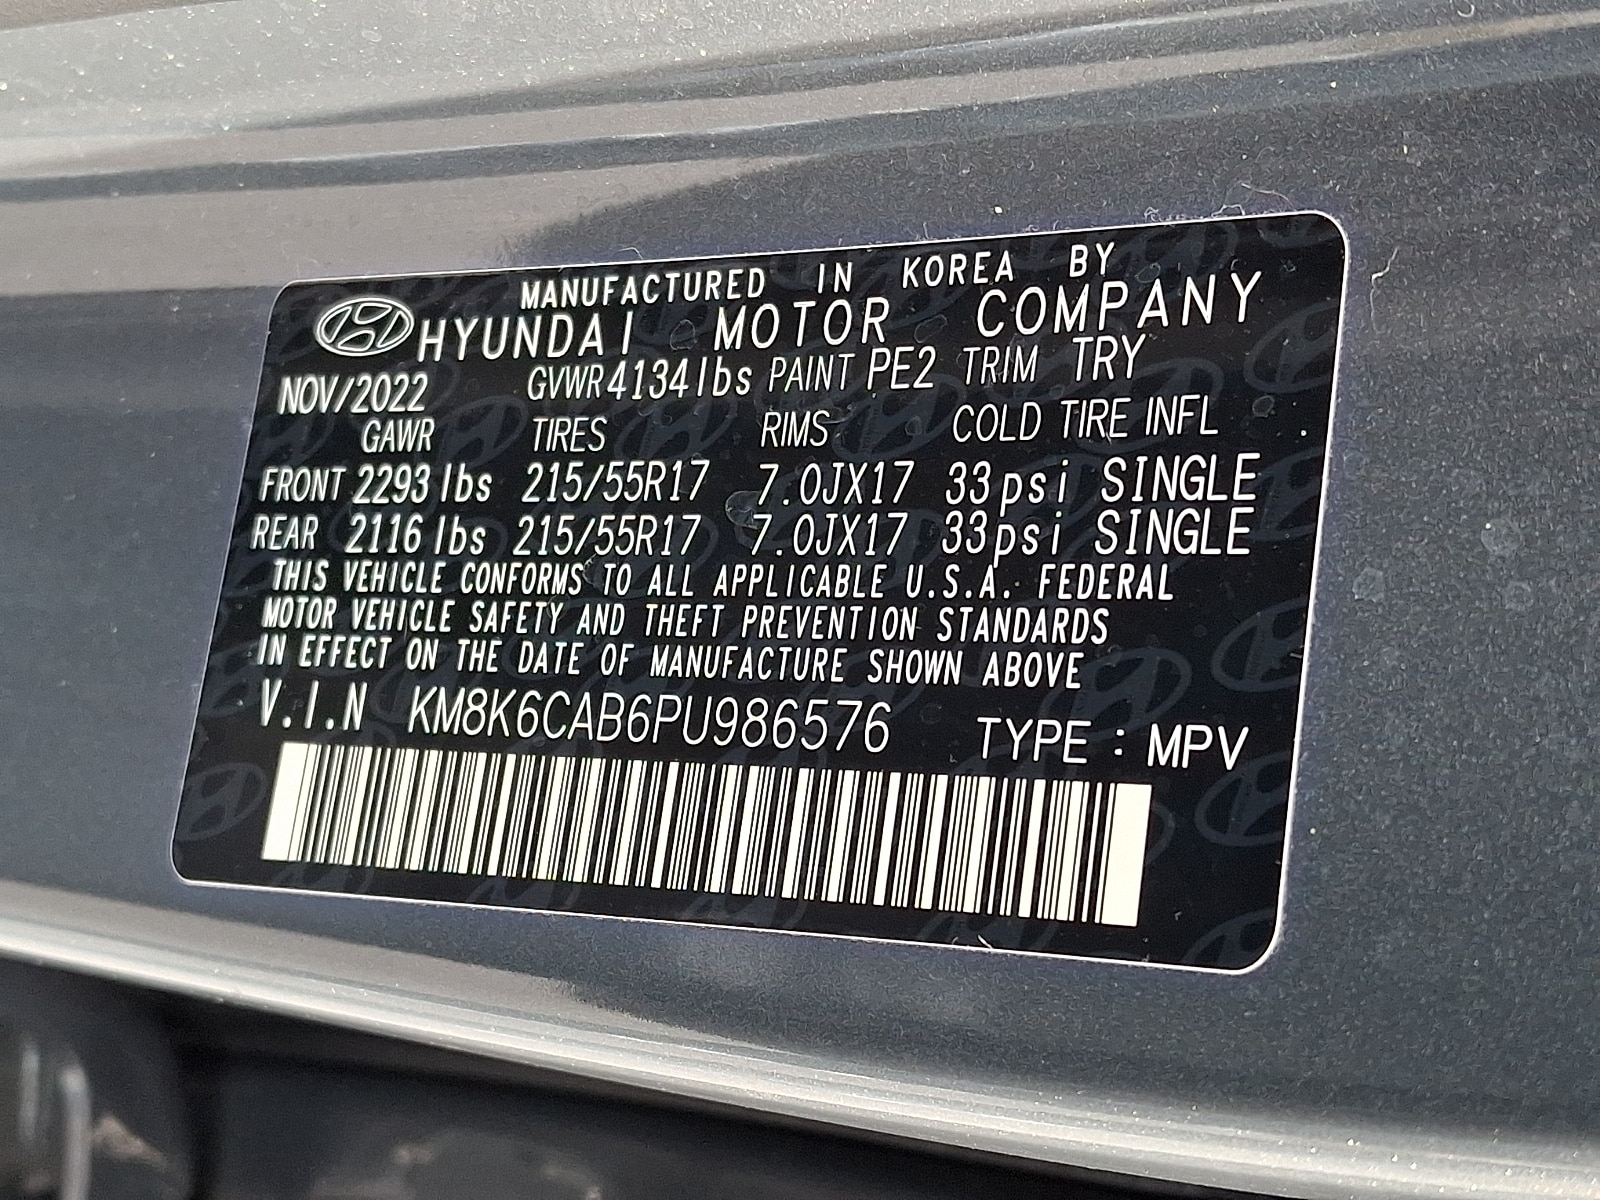 MANUFACTURED IN KOREA BY
HYUNDAI MOTOR COMPANY
NOV/2022 GVWR 4134lbs PAINT PE2 TRIM TRY
GAWR TIRES RIMS COLD TIRE INFL
FRONT 2293 lbs 215/55R17 7.0JX17 33psi SINGLE
REAR 2116 lbs 215/55R17 7.0JX17 33psi SINGLE
THIS VEHICLE CONFORMS TO ALL APPLICABLE U.S.A. FEDERAL
MOTOR VEHICLE SAFETY AND THEFT PREVENTION STANDARDS
IN EFFECT ON THE DATE OF MANUFACTURE SHOWN ABOVE
V.I.N KM8K6CAB6PU986576 TYPE : MPV